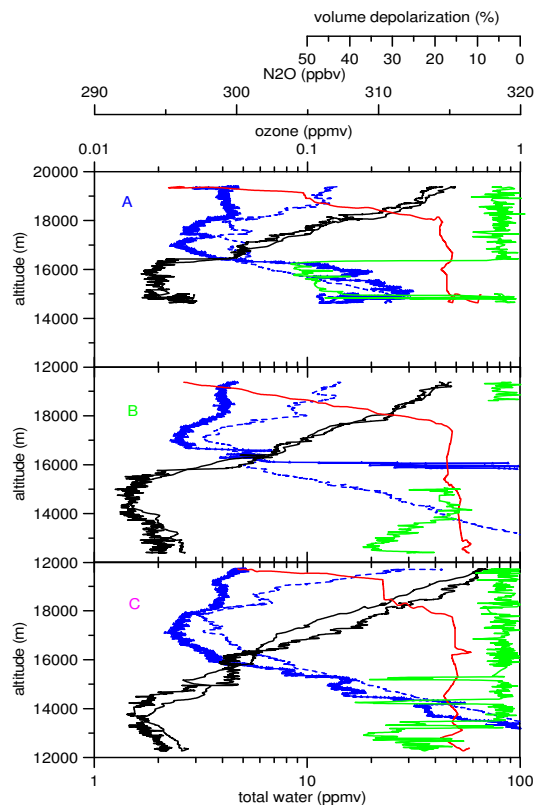 volume depolarization (%)
50 40 30 20 10 0
N2O (ppbv)
290 300 310 320
ozone (ppmv)
0.01 0.1 1
20000
A
18000
altitude (m)
16000
14000
12000
B
18000
altitude (m)
16000
14000
12000
C
18000
altitude (m)
16000
14000
12000
1 10 100
total water (ppmv)